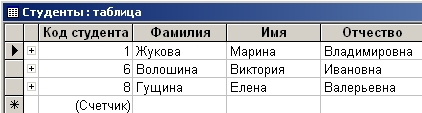 Студенты : таблица
Код студента Фамилия Имя Отчество
1 Жукова Марина Владимировна
6 Волошина Виктория Ивановна
8 Гущина Елена Валерьевна
(Счетчик)